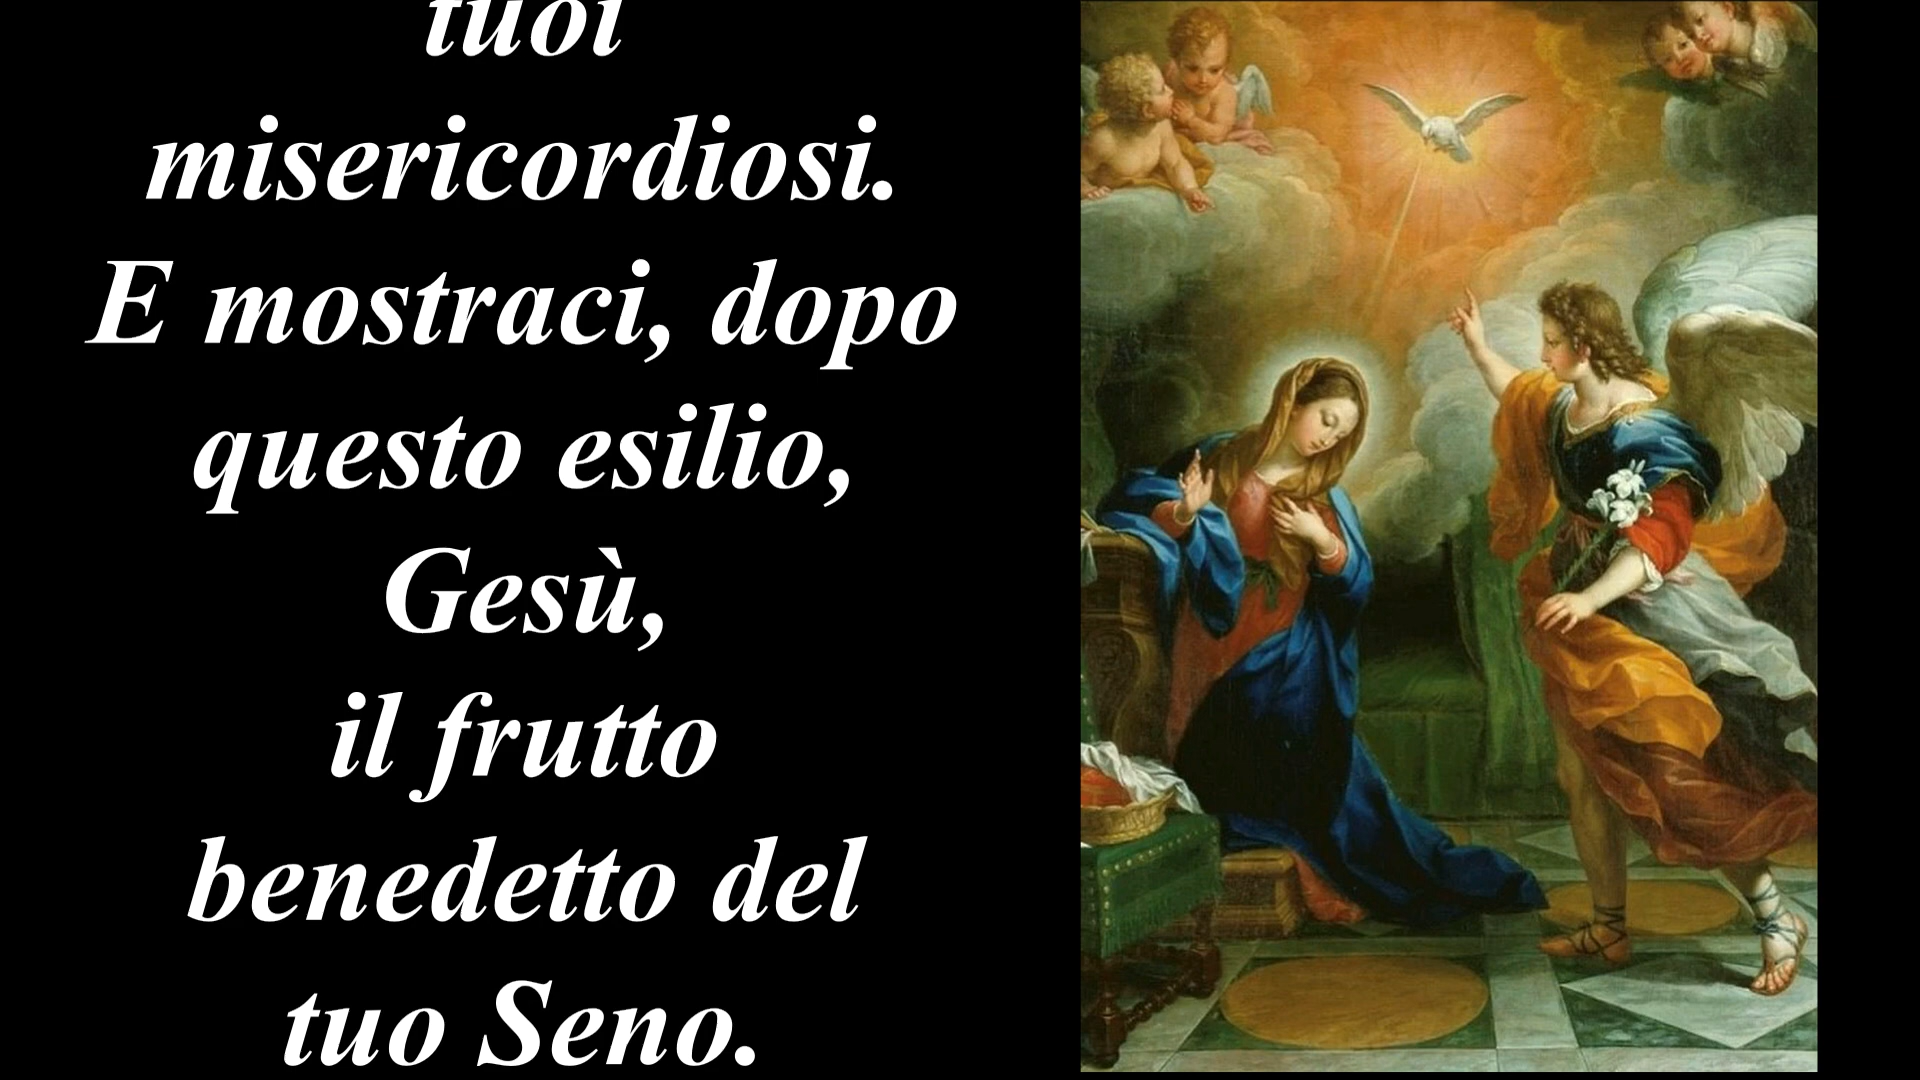 tuoi
misericordiosi.
E mostraci, dopo
questo esilio,
Gesù,
il frutto
benedetto del
tuo Seno.